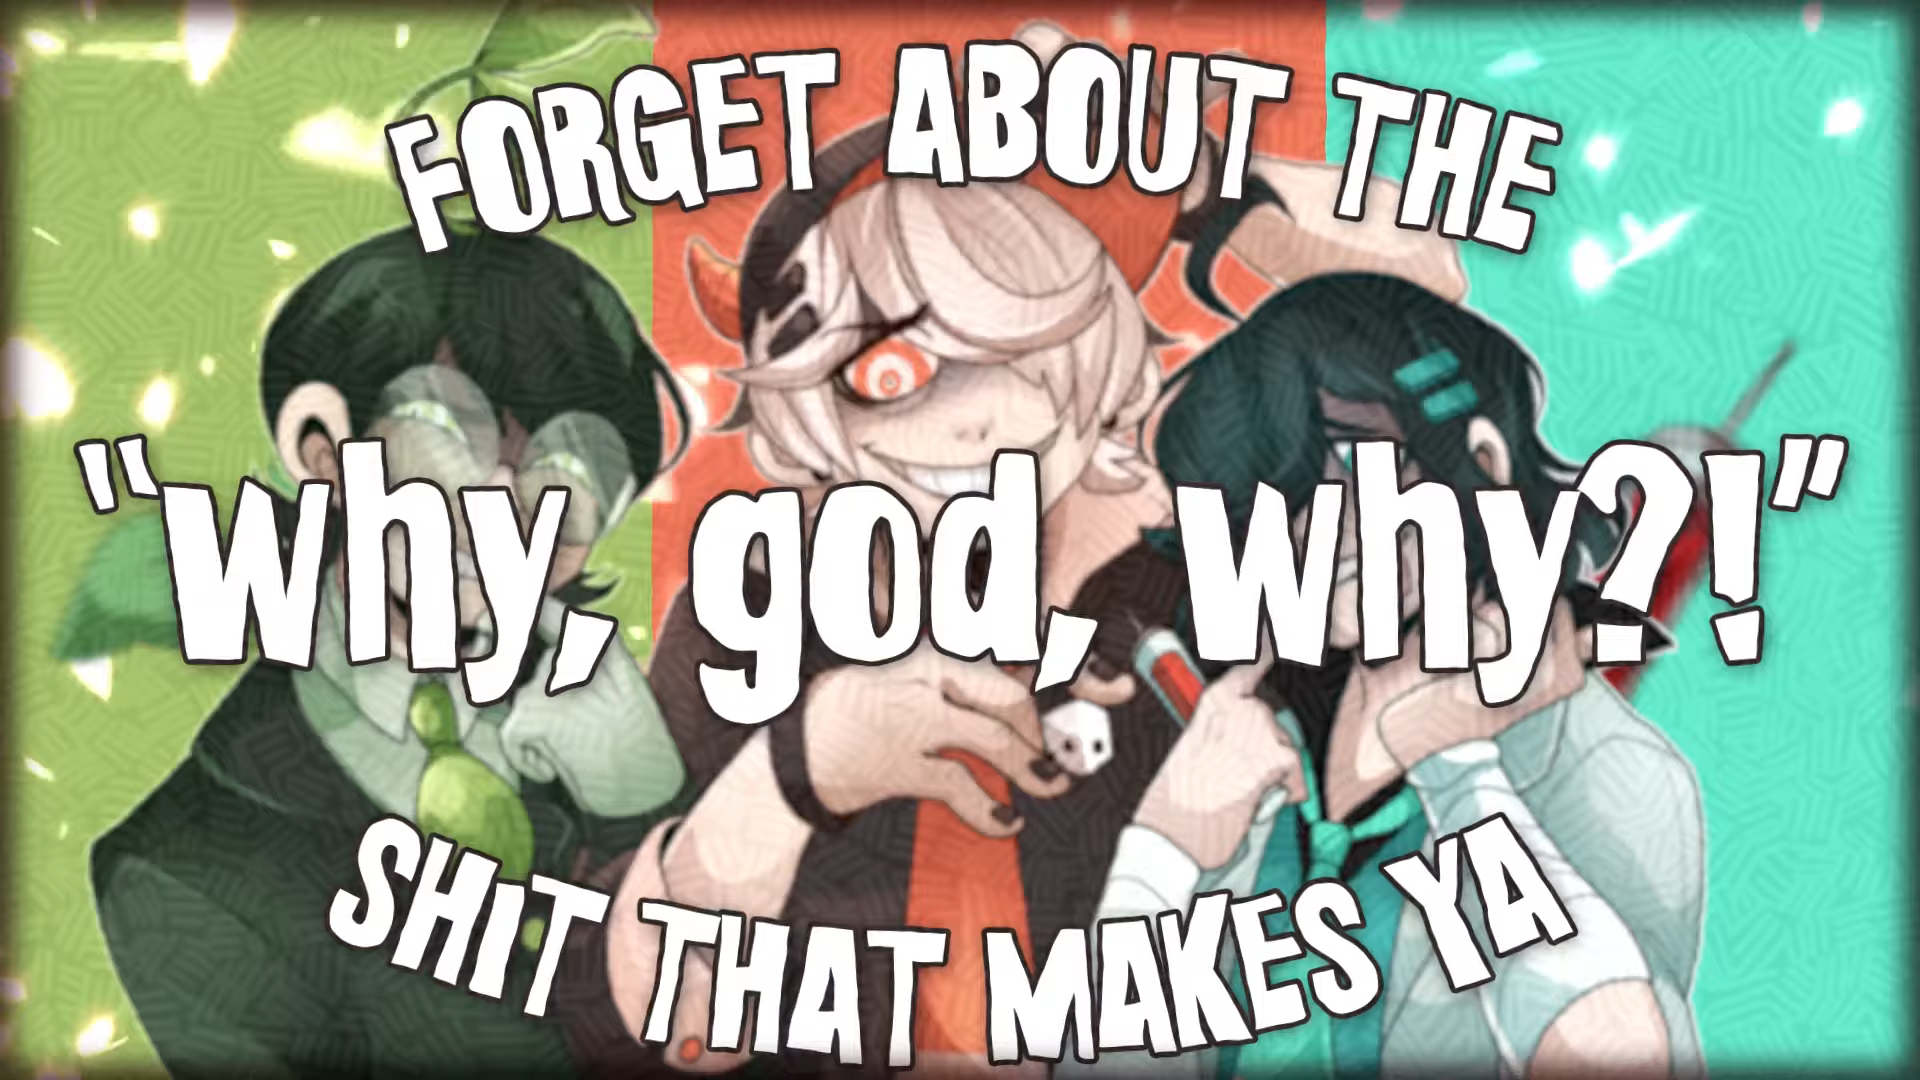 FORGET ABOUT THE
"why, god, why?!"
SHIT THAT MAKES YA